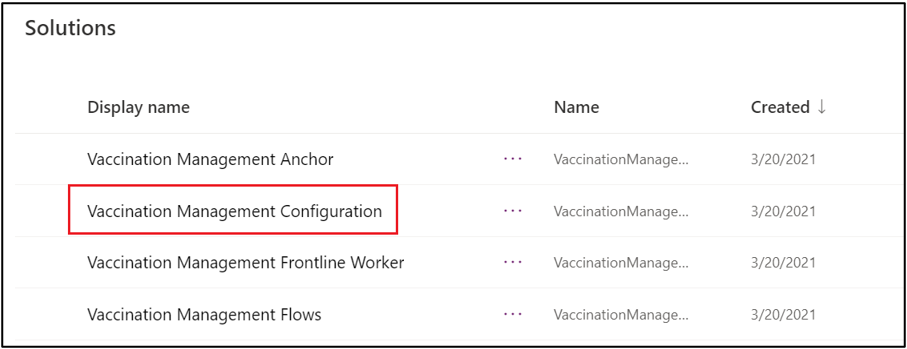 Solutions
Display name Name Created ↓
Vaccination Management Anchor ··· VaccinationManage... 3/20/2021
Vaccination Management Configuration ··· VaccinationManage... 3/20/2021
Vaccination Management Frontline Worker ··· VaccinationManage... 3/20/2021
Vaccination Management Flows ··· VaccinationManage... 3/20/2021